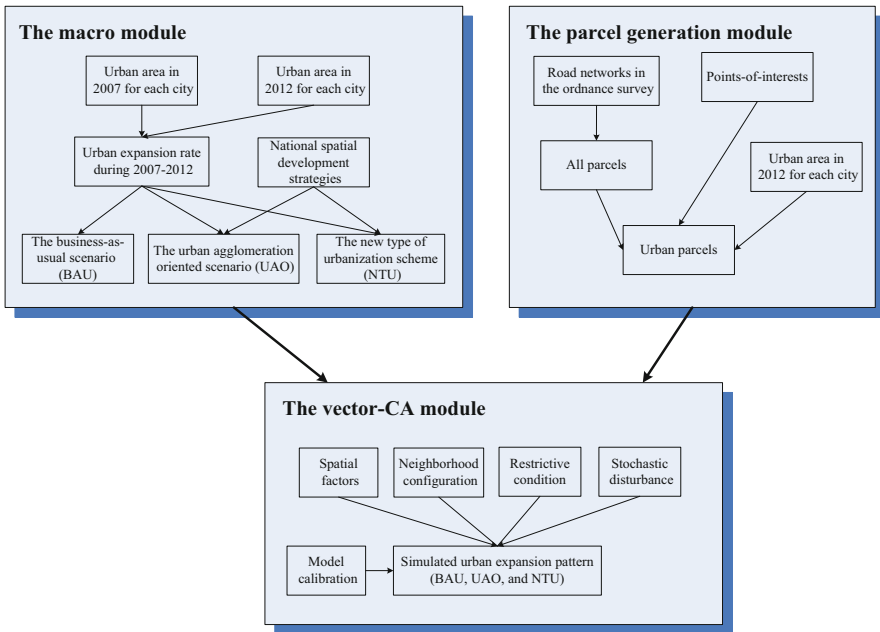 The macro module
Urban area in
2007 for each city
Urban area in
2012 for each city
Urban expansion rate
during 2007-2012
National spatial
development
strategies
The business-as-
usual scenario
(BAU)
The urban agglomeration
oriented scenario (UAO)
The new type of
urbanization scheme
(NTU)
The parcel generation module
Road networks in
the ordnance survey
Points-of-interests
All parcels
Urban area in
2012 for each city
Urban parcels
The vector-CA module
Spatial
factors
Neighborhood
configuration
Restrictive
condition
Stochastic
disturbance
Model
calibration
Simulated urban expansion pattern
(BAU, UAO, and NTU)